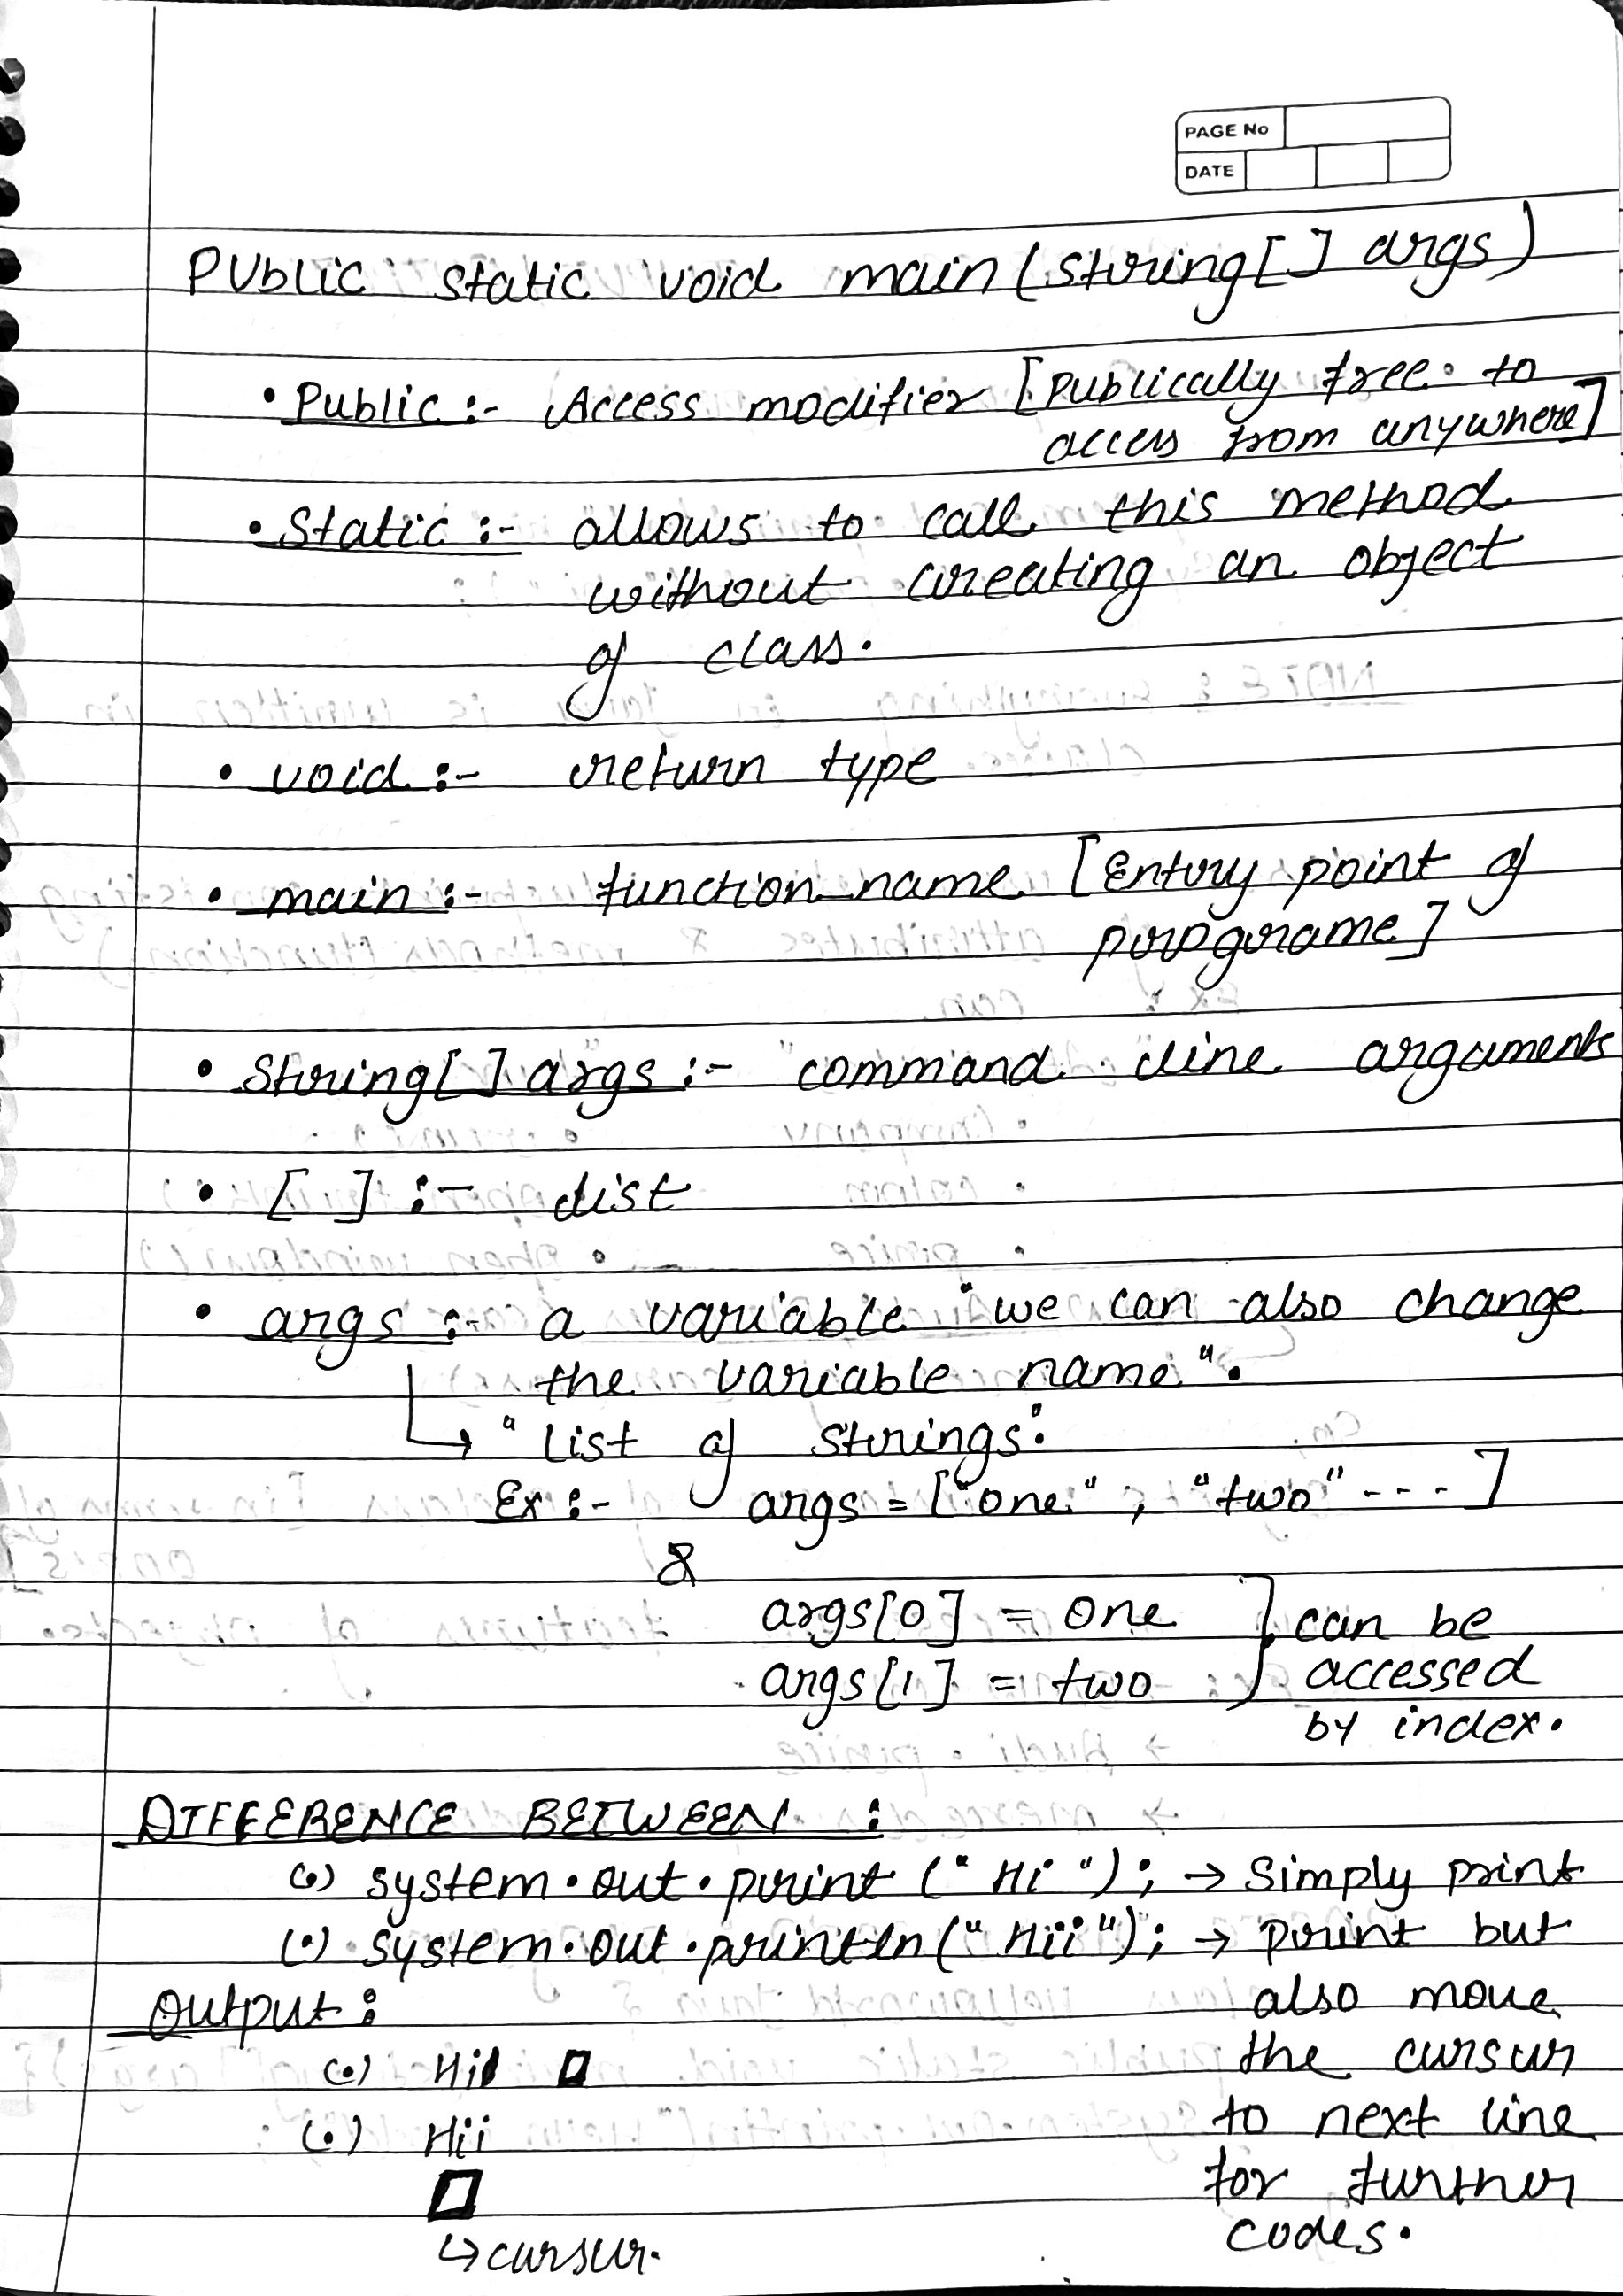 PAGE No
DATE
PUBLIC static void main (string[] args)
• Public :- Access modifier [Publically free to
access from anywhere]
• Static :- allows to call this method
without creating an object
of class.
• void :- return type
• main :- function name [Entry point of
programe]
• String[] args :- command line arguments
• [ ] :- list
• args :- a variable "we can also change
the variable name".
↳ "List of strings".
Ex :- args = ["one", "two" ----]
&
args[0] = one ] can be
args[1] = two ] accessed
by index.
DIFFERENCE BETWEEN :
(•) system.out.print ("Hi"); → Simply print
(•) system.out.println("Hii"); → print but
also move
the cursur
to next line
for further
codes.
Output :
(•) Hi
(•) Hii
↳ cursur.